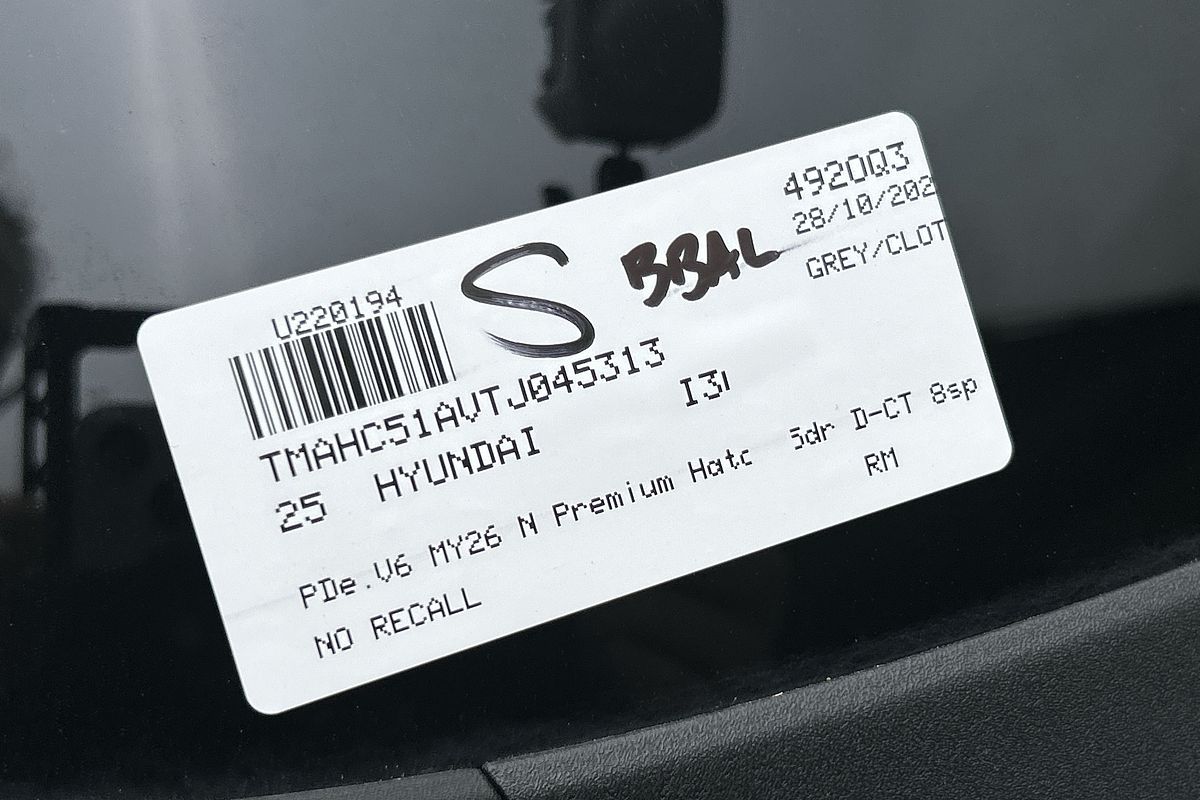 4920Q3
28/10/202
GREY/CLOT
S BBAL
U220194
TMAHC51AVTJ045313
25 HYUNDAI I3
PDe.V6 MY26 N Premium Hatc 5dr D-CT 8sp
NO RECALL RM